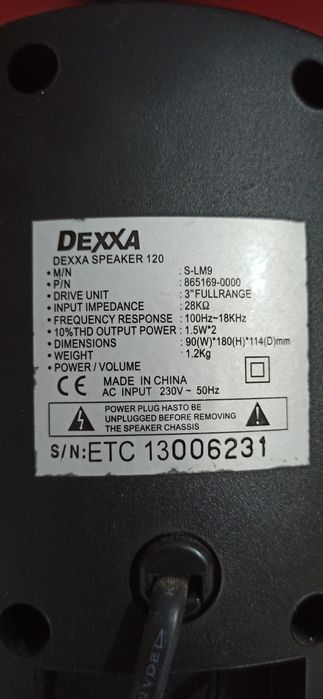 DEXXA
DEXXA SPEAKER 120
• M/N : S-LM9
• P/N : 865169-0000
• DRIVE UNIT : 3"FULLRANGE
• INPUT IMPEDANCE : 28KΩ
• FREQUENCY RESPONSE : 100Hz~18KHz
• 10%THD OUTPUT POWER : 1.5W*2
• DIMENSIONS : 90(W)*180(H)*114(D)mm
• WEIGHT : 1.2Kg
• POWER / VOLUME
CE MADE IN CHINA
AC INPUT 230V ~ 50Hz
POWER PLUG HASTO BE
UNPLUGGED BEFORE REMOVING
THE SPEAKER CHASSIS
S/N:ETC 13006231
VDE